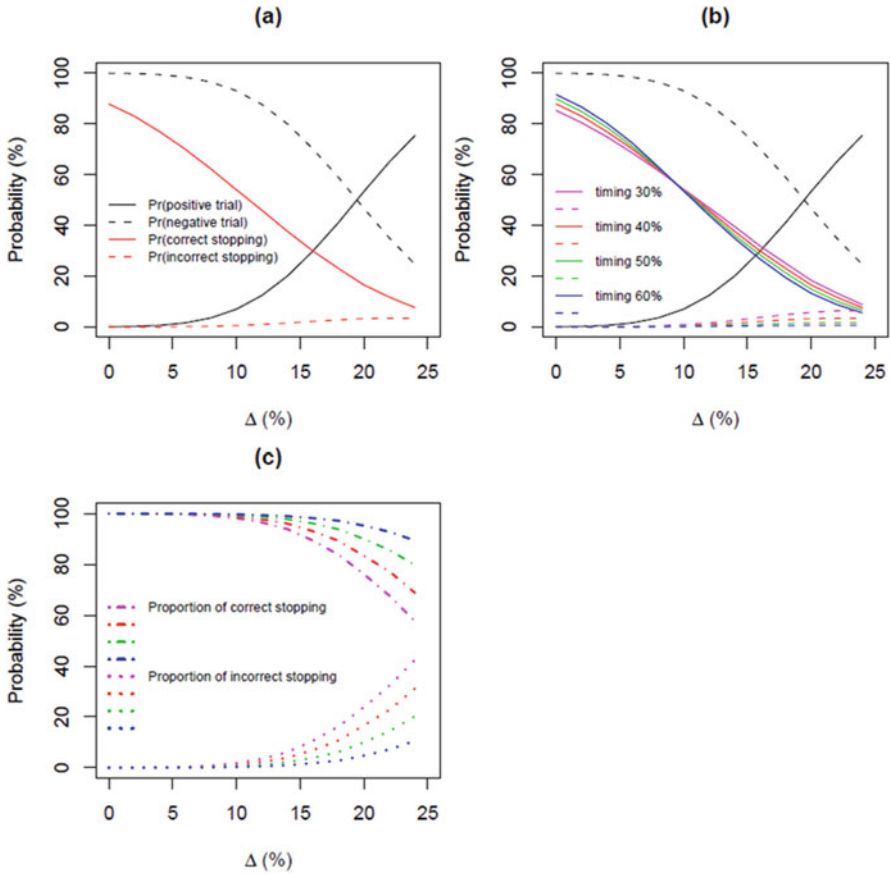 (a)
Probability (%)
100
80
60
40
20
0
Pr(positive trial)
Pr(negative trial)
Pr(correct stopping)
Pr(incorrect stopping)
0 5 10 15 20 25
Δ (%)
(b)
Probability (%)
100
80
60
40
20
0
timing 30%
timing 40%
timing 50%
timing 60%
0 5 10 15 20 25
Δ (%)
(c)
Probability (%)
100
80
60
40
20
0
Proportion of correct stopping
Proportion of incorrect stopping
0 5 10 15 20 25
Δ (%)